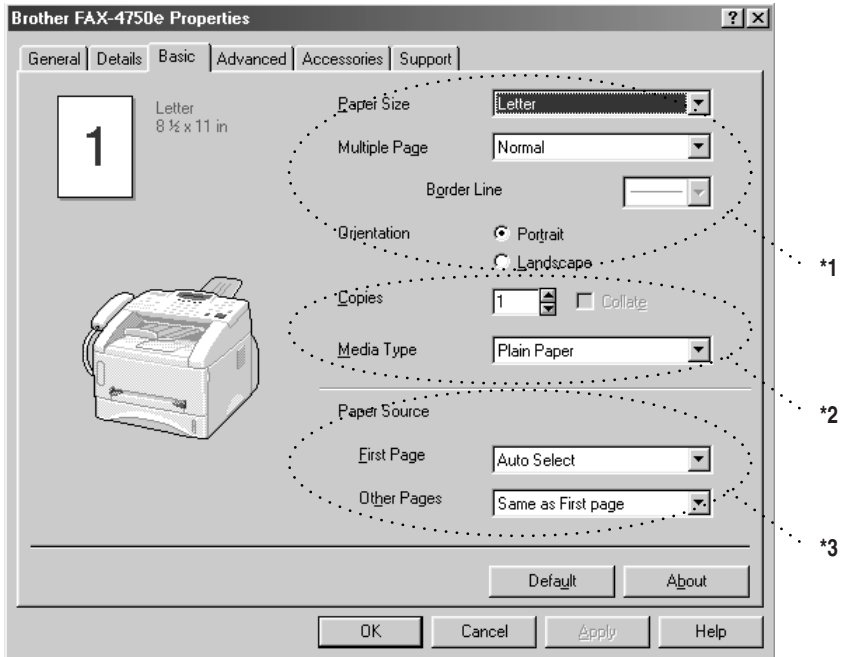 Brother FAX-4750e Properties
General Details Basic Advanced Accessories Support
1
Letter
8 ½ x 11 in
Paper Size Letter
Multiple Page Normal
Border Line
Orientation Portrait
Landscape
*1
Copies 1 Collate
Media Type Plain Paper
*2
Paper Source
First Page Auto Select
Other Pages Same as First page
*3
Default About
OK Cancel Apply Help